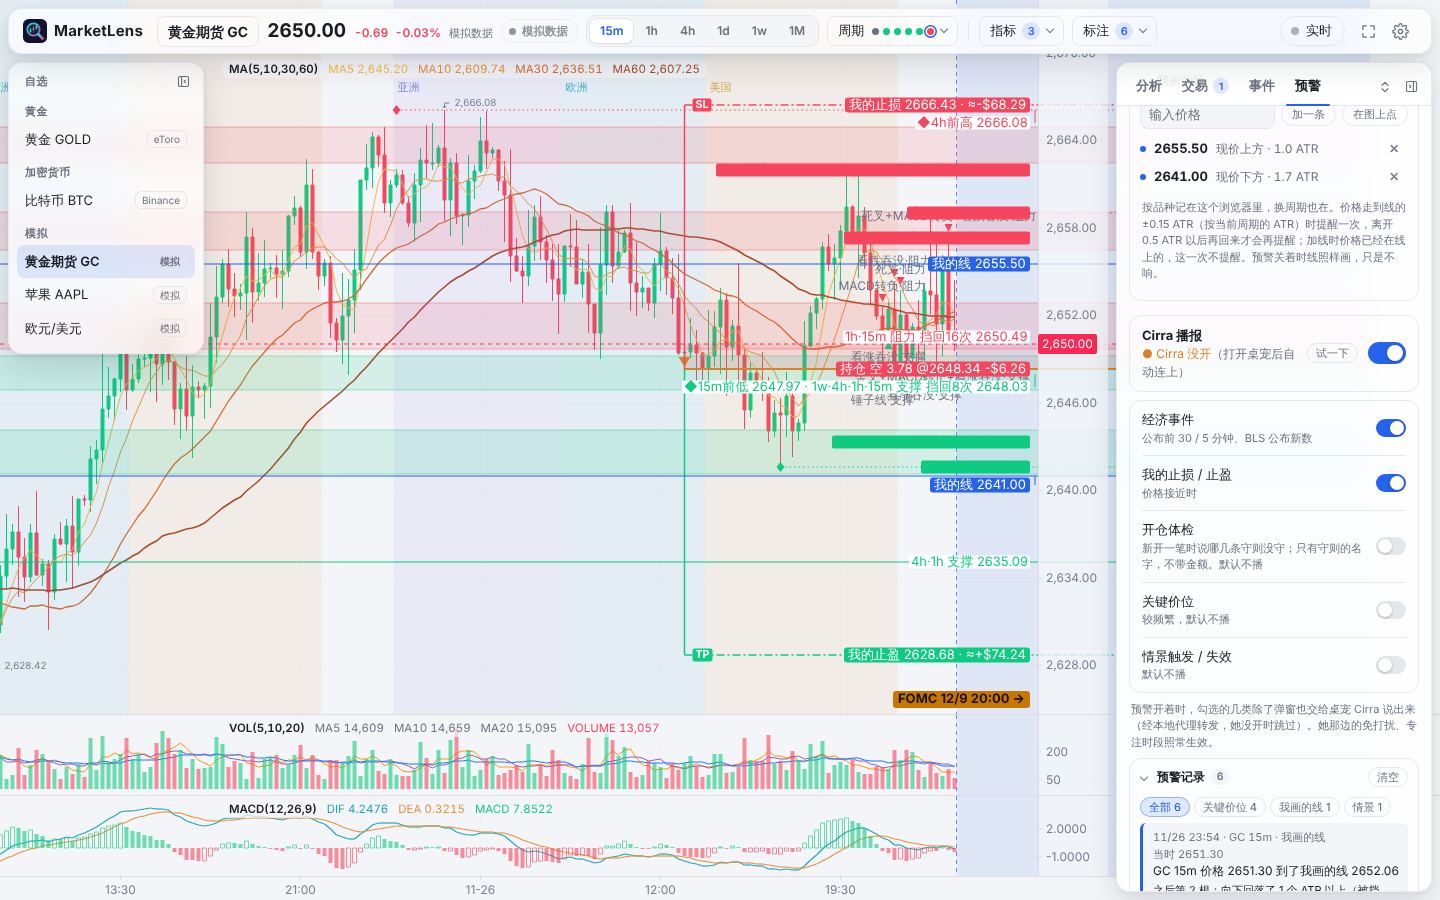 MarketLens
黄金期货 GC
2650.00 -0.69 -0.03% 模拟数据
模拟数据
15m 1h 4h 1d 1w 1M
周期
指标 3
标注 6
实时
自选
黄金
黄金 GOLD eToro
加密货币
比特币 BTC Binance
模拟
黄金期货 GC 模拟
苹果 AAPL 模拟
欧元/美元 模拟
MA(5,10,30,60) MA5 2,645.20 MA10 2,609.74 MA30 2,636.51 MA60 2,607.25
亚洲 欧洲 美国
2,666.08
SL
我的止损 2666.43 · ≈-$68.29
4h前高 2666.08
我的线 2655.50
MACD转负·阻力
1h·15m 阻力 挡回16次 2650.49
持仓 空 3.78 @2648.34 -$6.26
15m前低 2647.97 · 1w·4h·1h·15m 支撑 挡回8次 2648.03
锤子线·支撑
我的线 2641.00
4h·1h 支撑 2635.09
TP
我的止盈 2628.68 · ≈+$74.24
FOMC 12/9 20:00 →
2,628.42
2,664.00
2,658.00
2,652.00
2,650.00
2,646.00
2,640.00
2,634.00
2,628.00
VOL(5,10,20) MA5 14,609 MA10 14,659 MA20 15,095 VOLUME 13,057
200
50
MACD(12,26,9) DIF 4.2476 DEA 0.3215 MACD 7.8522
2.0000
-1.0000
13:30 21:00 11-26 12:00 19:30
分析 交易 1 事件 预警
输入价格 加一条 在图上点
2655.50 现价上方 · 1.0 ATR ×
2641.00 现价下方 · 1.7 ATR ×
按品种记在这个浏览器里，换周期也在。价格走到线的
±0.15 ATR（按当前周期的 ATR）时提醒一次，离开
0.5 ATR 以后再回来才会再提醒；加线时价格已经在线
上的，这一次不提醒。预警关着时线照样画，只是不
响。
Cirra 播报
Cirra 没开（打开桌宠后自
动连上）
试一下
经济事件
公布前 30 / 5 分钟、BLS 公布新数
我的止损 / 止盈
价格接近时
开仓体检
新开一笔时说哪几条守则没守；只有守则的名
字，不带金额。默认不播
关键价位
较频繁，默认不播
情景触发 / 失效
默认不播
预警开着时，勾选的几类除了弹窗也交给桌宠 Cirra 说出来
（经本地代理转发，她没开时跳过）。她那边的免打扰、专
注时段照常生效。
预警记录 6 清空
全部 6 关键价位 4 我画的线 1 情景 1
11/26 23:54 · GC 15m · 我画的线
当时 2651.30
GC 15m 价格 2651.30 到了我画的线 2652.06